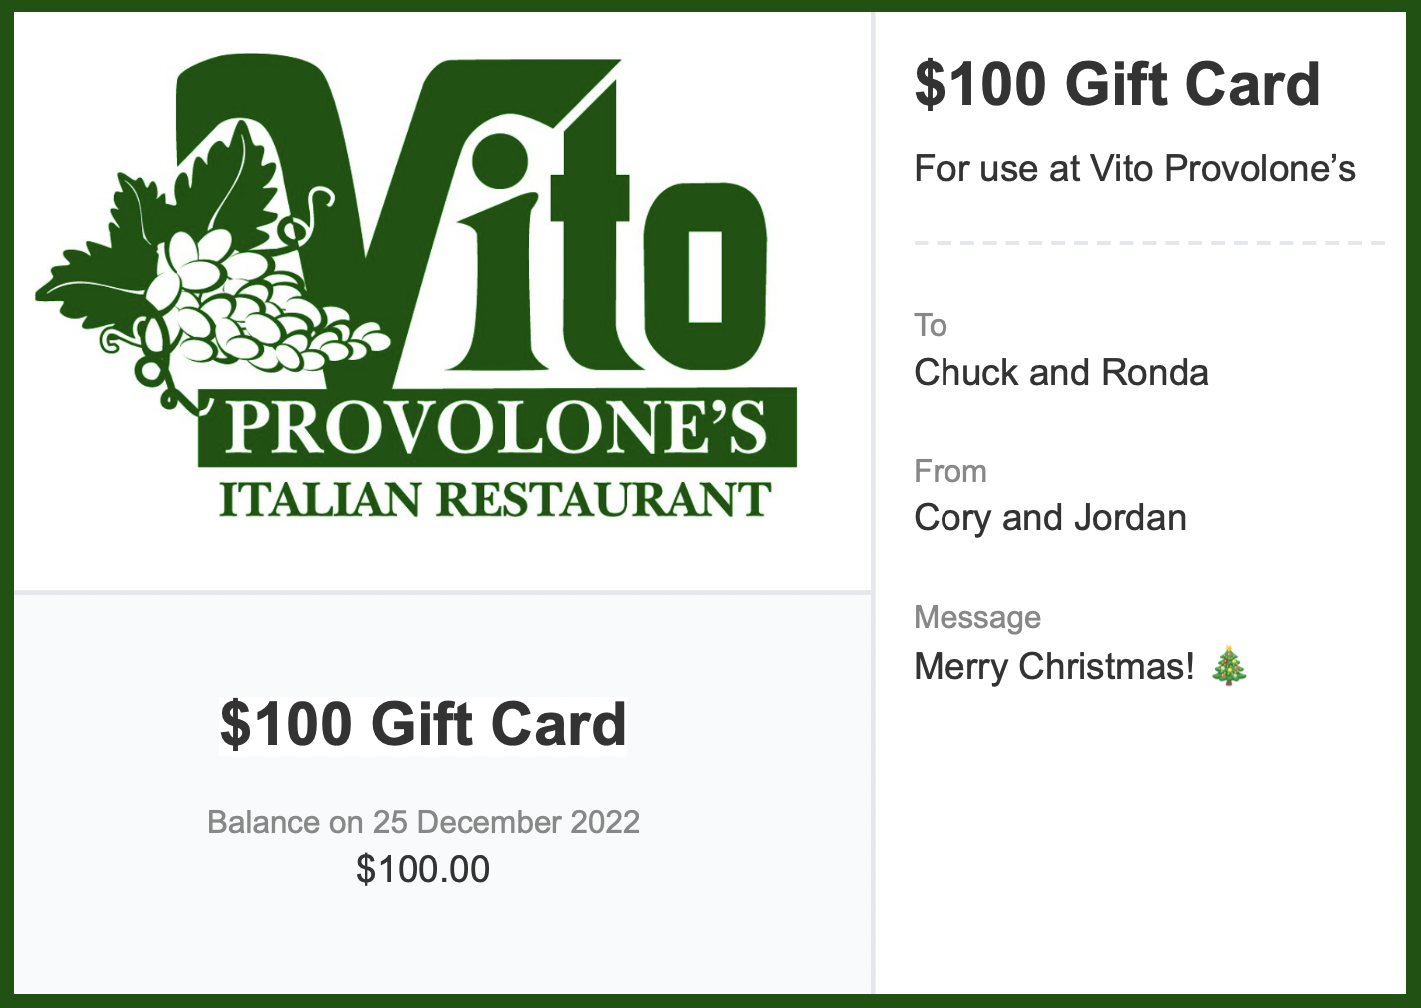 Vito
PROVOLONE’S
ITALIAN RESTAURANT
$100 Gift Card
Balance on 25 December 2022
$100.00
$100 Gift Card
For use at Vito Provolone’s
To
Chuck and Ronda
From
Cory and Jordan
Message
Merry Christmas! 🎄